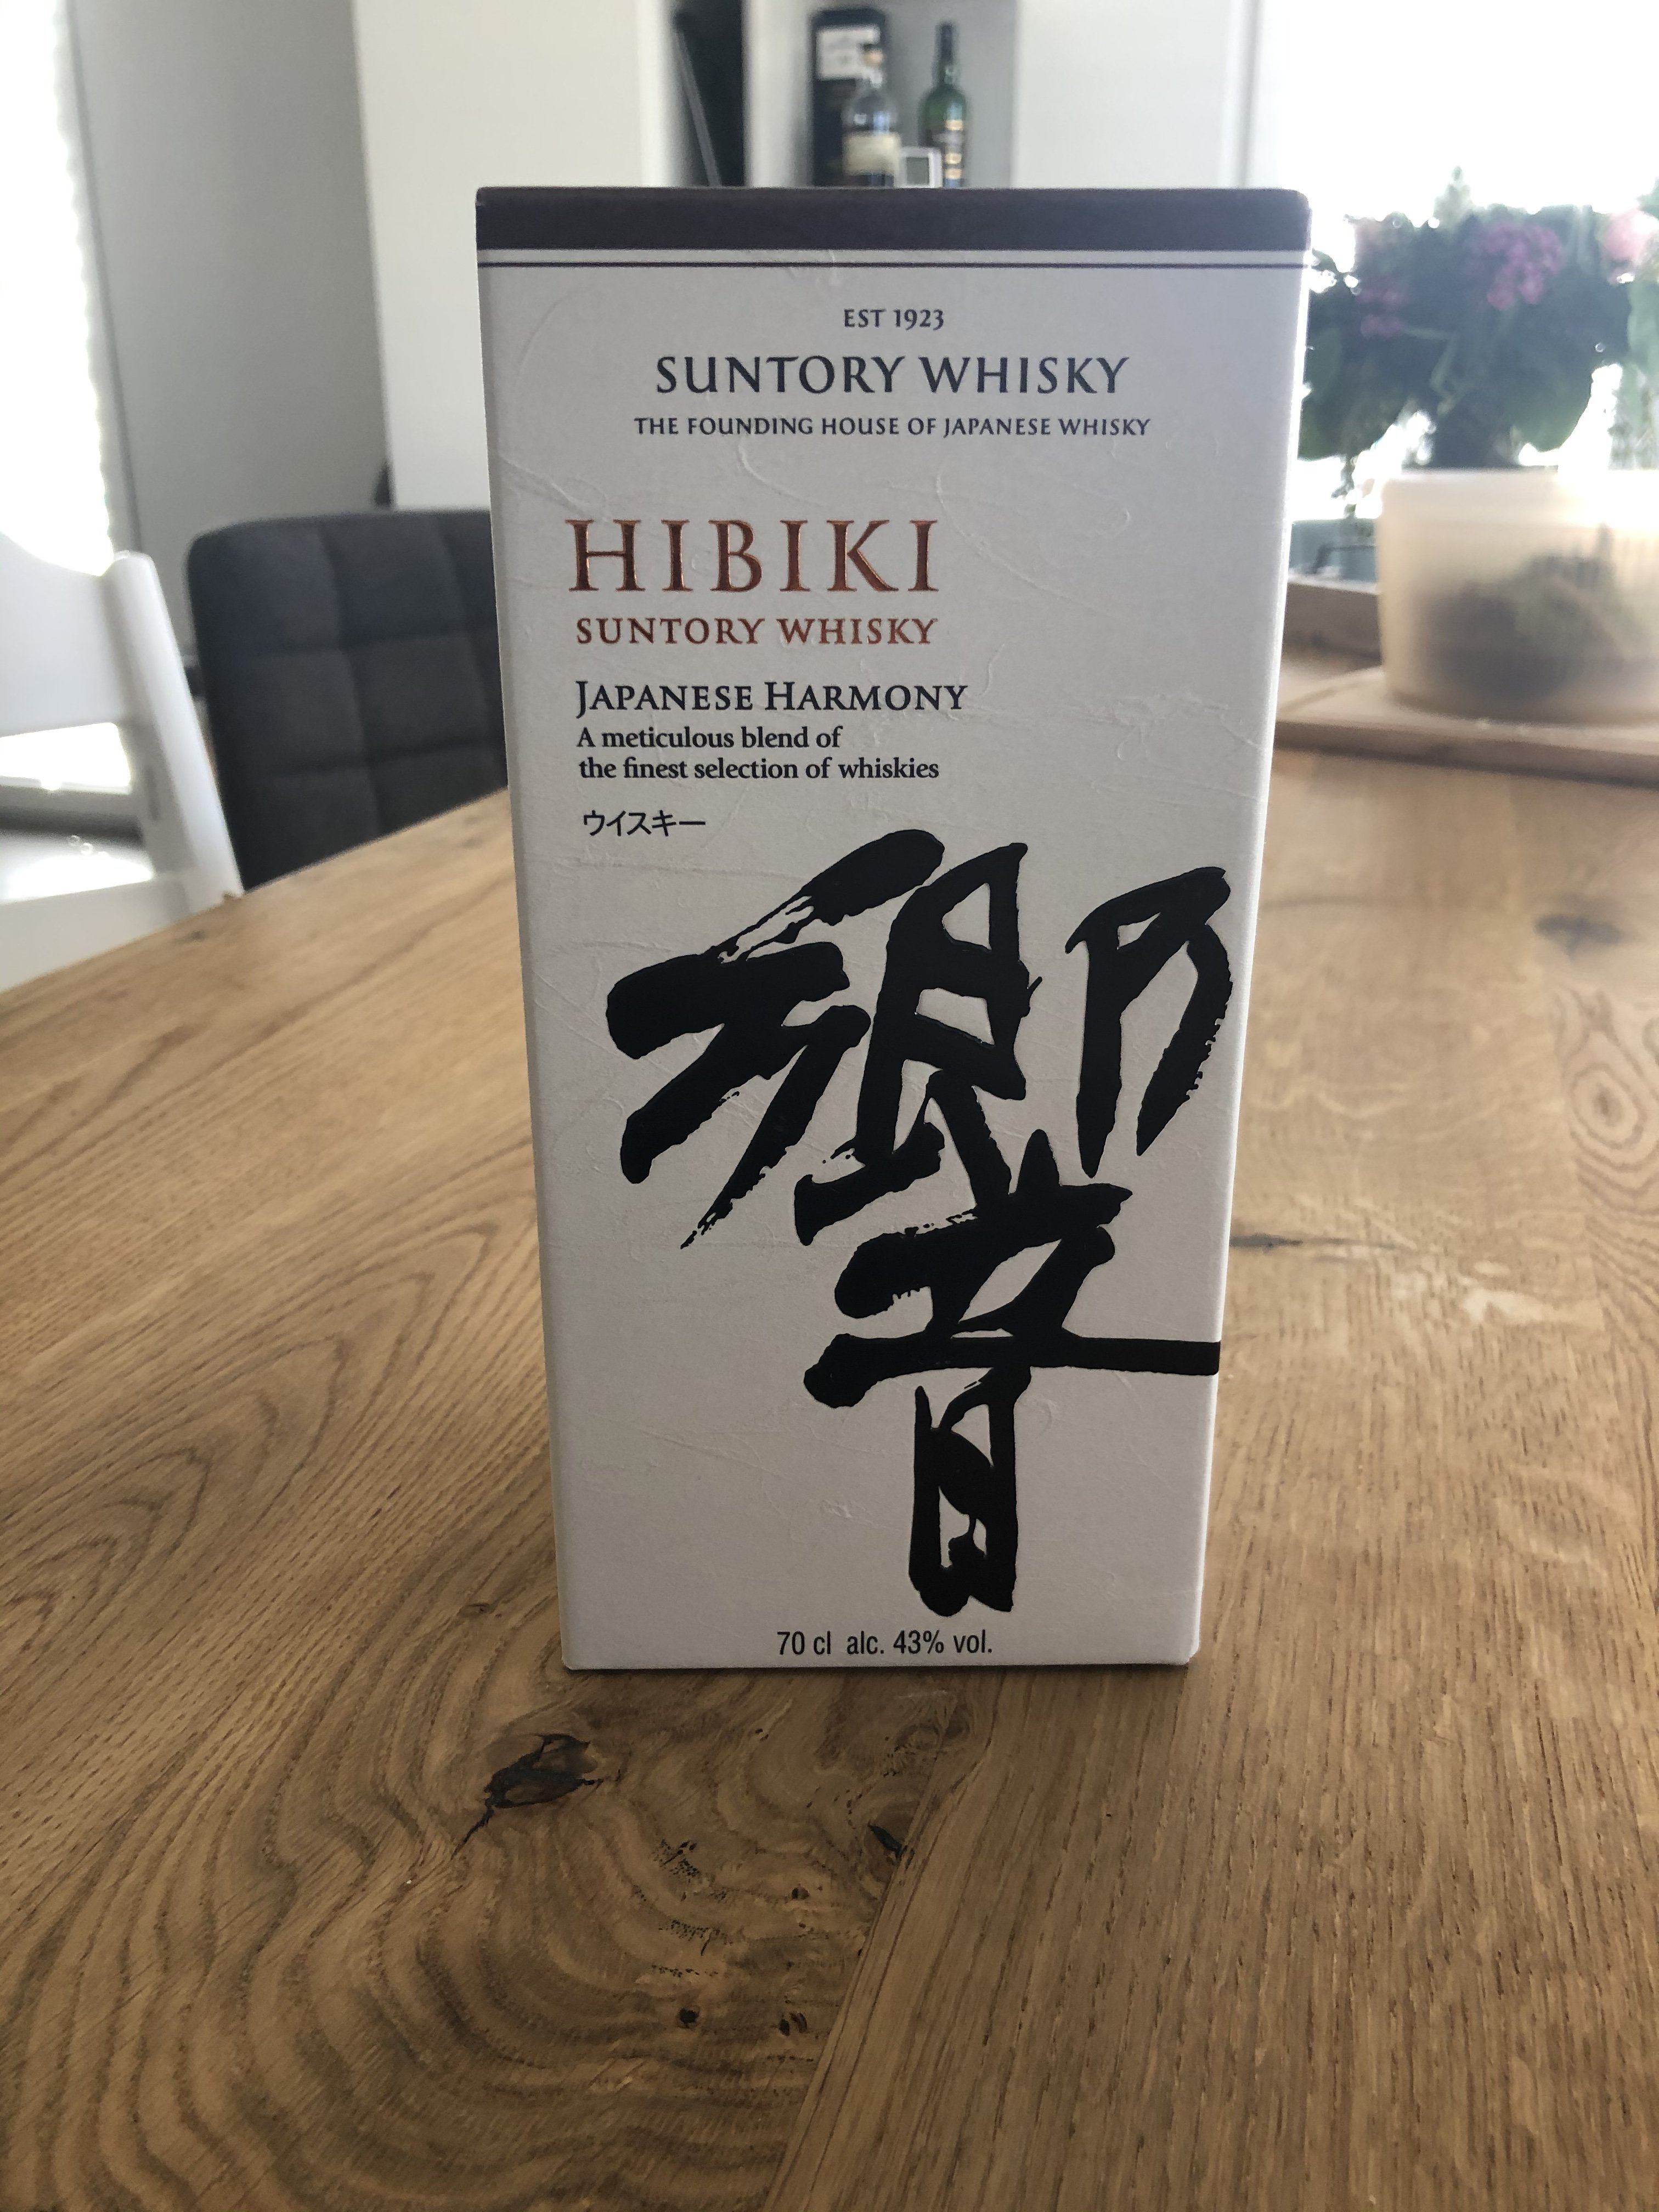 EST 1923
SUNTORY WHISKY
THE FOUNDING HOUSE OF JAPANESE WHISKY
HIBIKI
SUNTORY WHISKY
JAPANESE HARMONY
A meticulous blend of
the finest selection of whiskies
ウイスキー
響
70 cl alc. 43% vol.